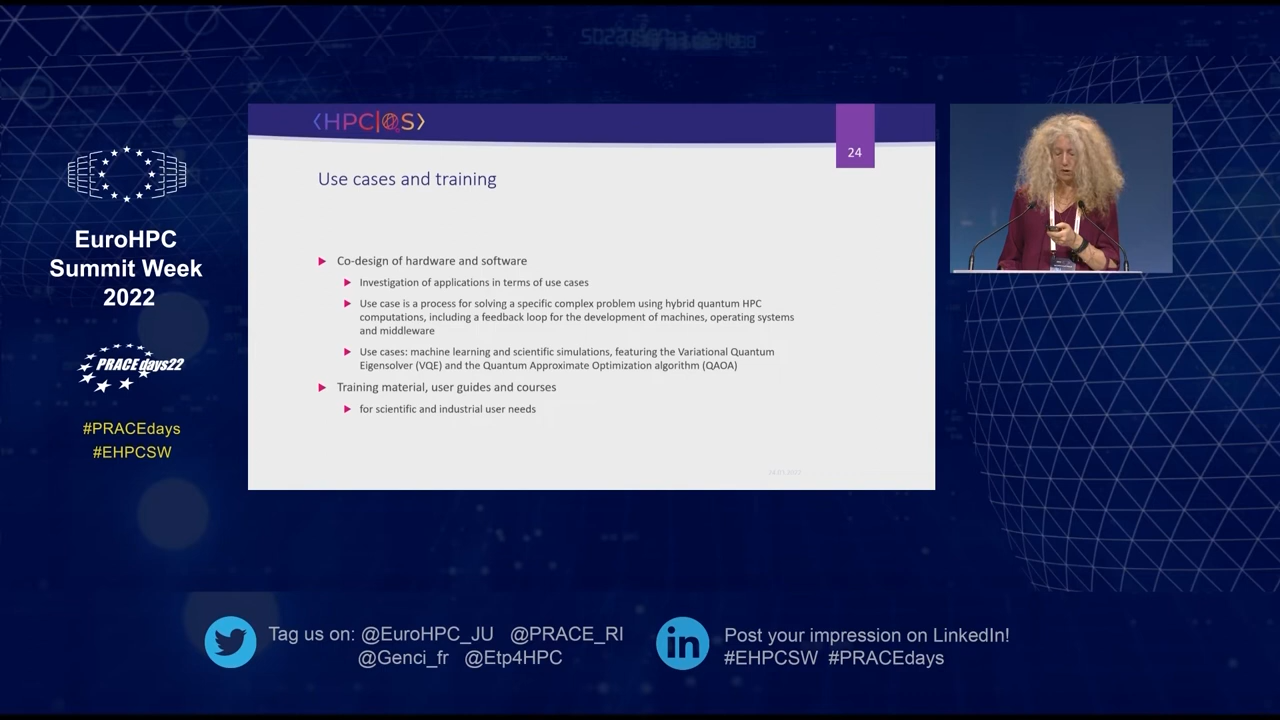 EuroHPC
Summit Week
2022
PRACEdays22
#PRACEdays
#EHPCSW
<HPC|QS>
24
Use cases and training
Co-design of hardware and software
Investigation of applications in terms of use cases
Use case is a process for solving a specific complex problem using hybrid quantum HPC
computations, including a feedback loop for the development of machines, operating systems
and middleware
Use cases: machine learning and scientific simulations, featuring the Variational Quantum
Eigensolver (VQE) and the Quantum Approximate Optimization algorithm (QAOA)
Training material, user guides and courses
for scientific and industrial user needs
Tag us on: @EuroHPC_JU @PRACE_RI
@Genci_fr @Etp4HPC
in
Post your impression on LinkedIn!
#EHPCSW #PRACEdays